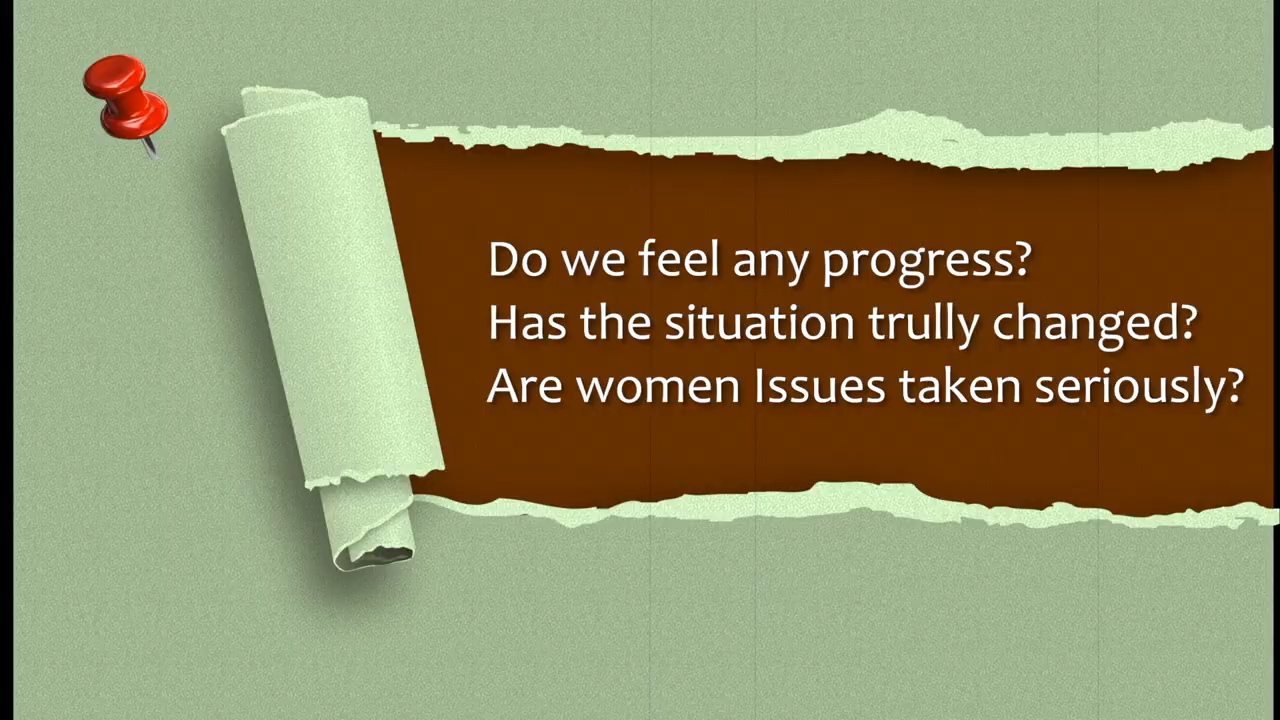 Do we feel any progress?
Has the situation trully changed?
Are women Issues taken seriously?